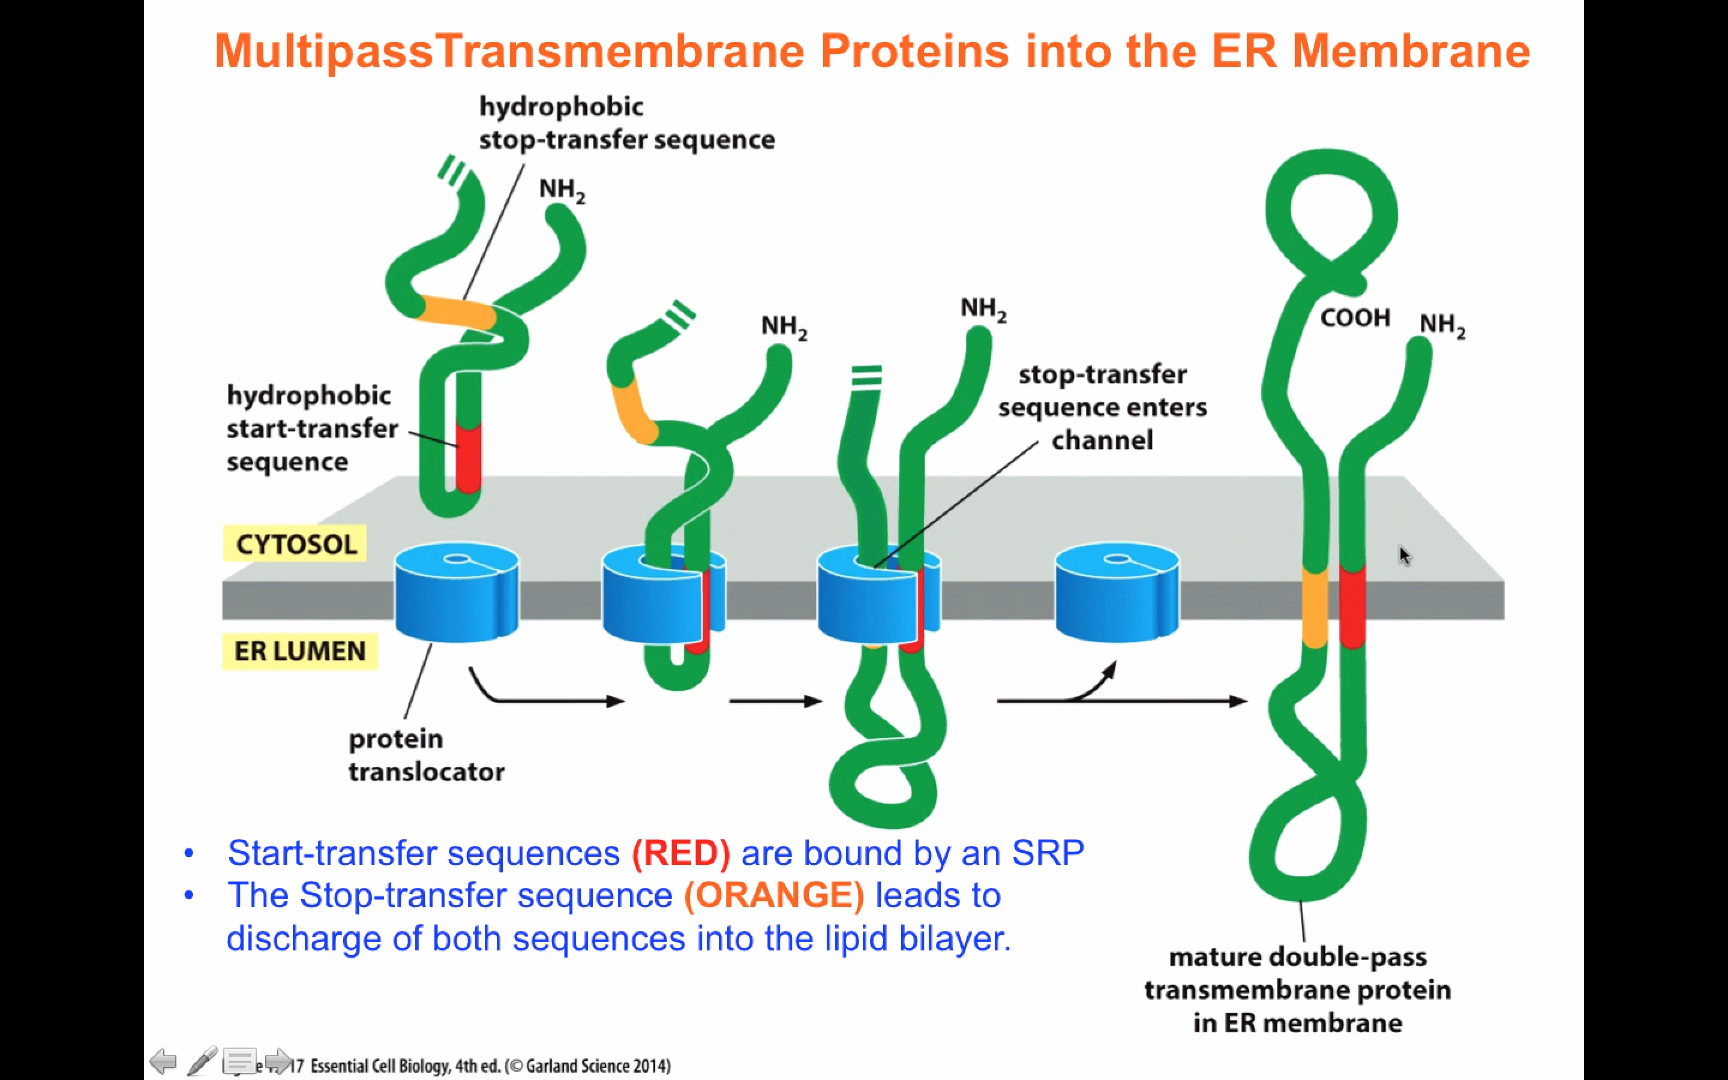 MultipassTransmembrane Proteins into the ER Membrane
hydrophobic
stop-transfer sequence
NH2
NH2
NH2
COOH
NH2
hydrophobic
start-transfer
sequence
stop-transfer
sequence enters
channel
CYTOSOL
ER LUMEN
protein
translocator
• Start-transfer sequences (RED) are bound by an SRP
• The Stop-transfer sequence (ORANGE) leads to
discharge of both sequences into the lipid bilayer.
mature double-pass
transmembrane protein
in ER membrane
17 Essential Cell Biology, 4th ed. (© Garland Science 2014)